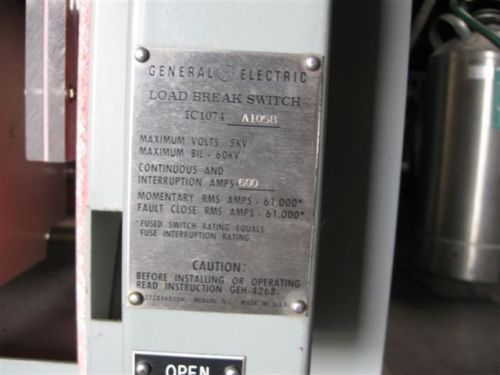 GENERAL ELECTRIC
LOAD BREAK SWITCH
IC1074 A105B
MAXIMUM VOLTS 5KV
MAXIMUM BIL - 60KV
CONTINUOUS AND
INTERRUPTION AMPS-600
MOMENTARY RMS AMPS - 61,000*
FAULT CLOSE RMS AMPS - 61,000*
*FUSED SWITCH RATING EQUALS
FUSE INTERRUPTION RATING
CAUTION:
BEFORE INSTALLING OR OPERATING
READ INSTRUCTION GEH-4268.
MEBANE, N.C. MADE IN U.S.A.
OPEN